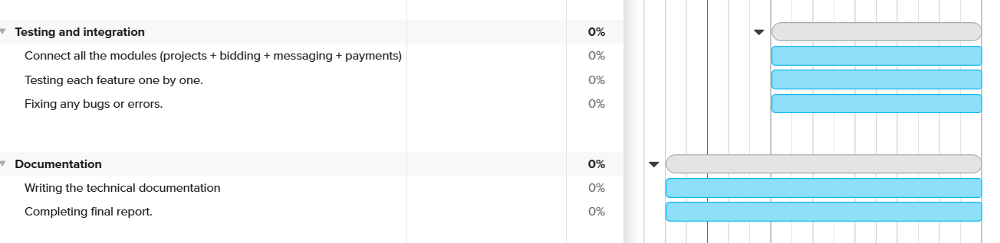 Testing and integration 0%
Connect all the modules (projects + bidding + messaging + payments) 0%
Testing each feature one by one. 0%
Fixing any bugs or errors. 0%
Documentation 0%
Writing the technical documentation 0%
Completing final report. 0%